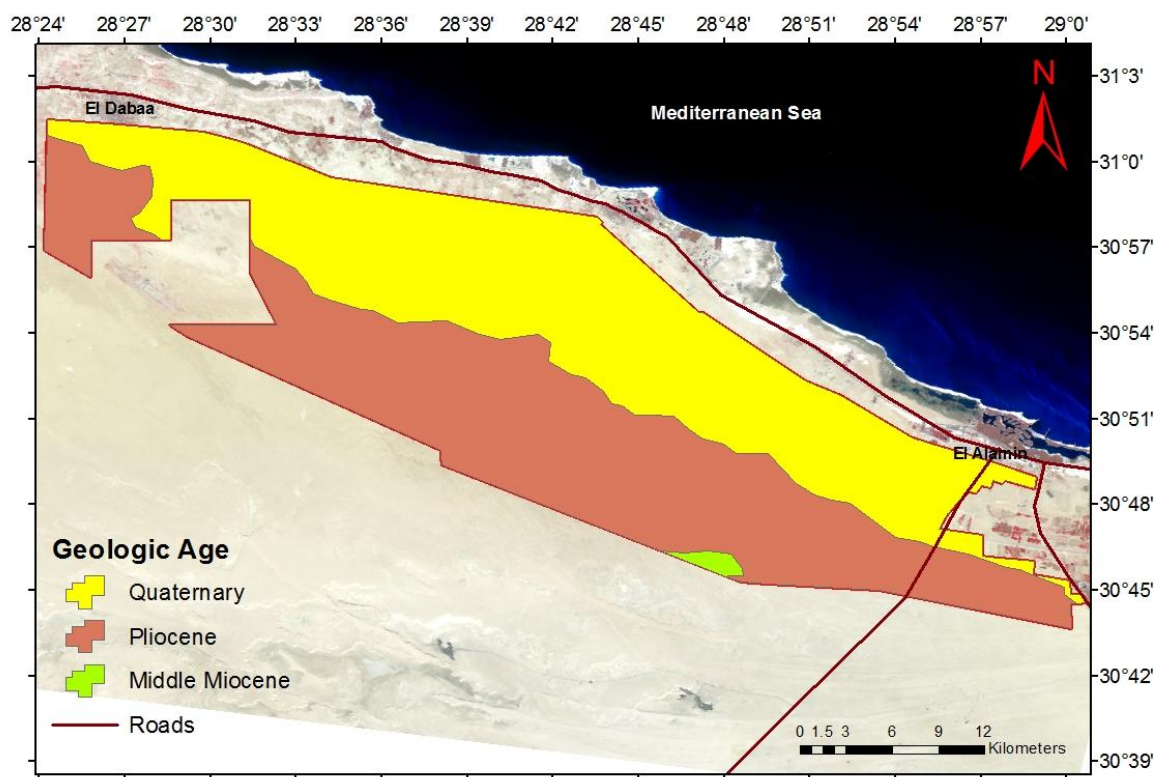 28°24' 28°27' 28°30' 28°33' 28°36' 28°39' 28°42' 28°45' 28°48' 28°51' 28°54' 28°57' 29°0'
31°3'
31°0'
30°57'
30°54'
30°51'
30°48'
30°45'
30°42'
30°39'
N
El Dabaa
Mediterranean Sea
El Alamin
Geologic Age
Quaternary
Pliocene
Middle Miocene
Roads
0 1.5 3 6 9 12
Kilometers